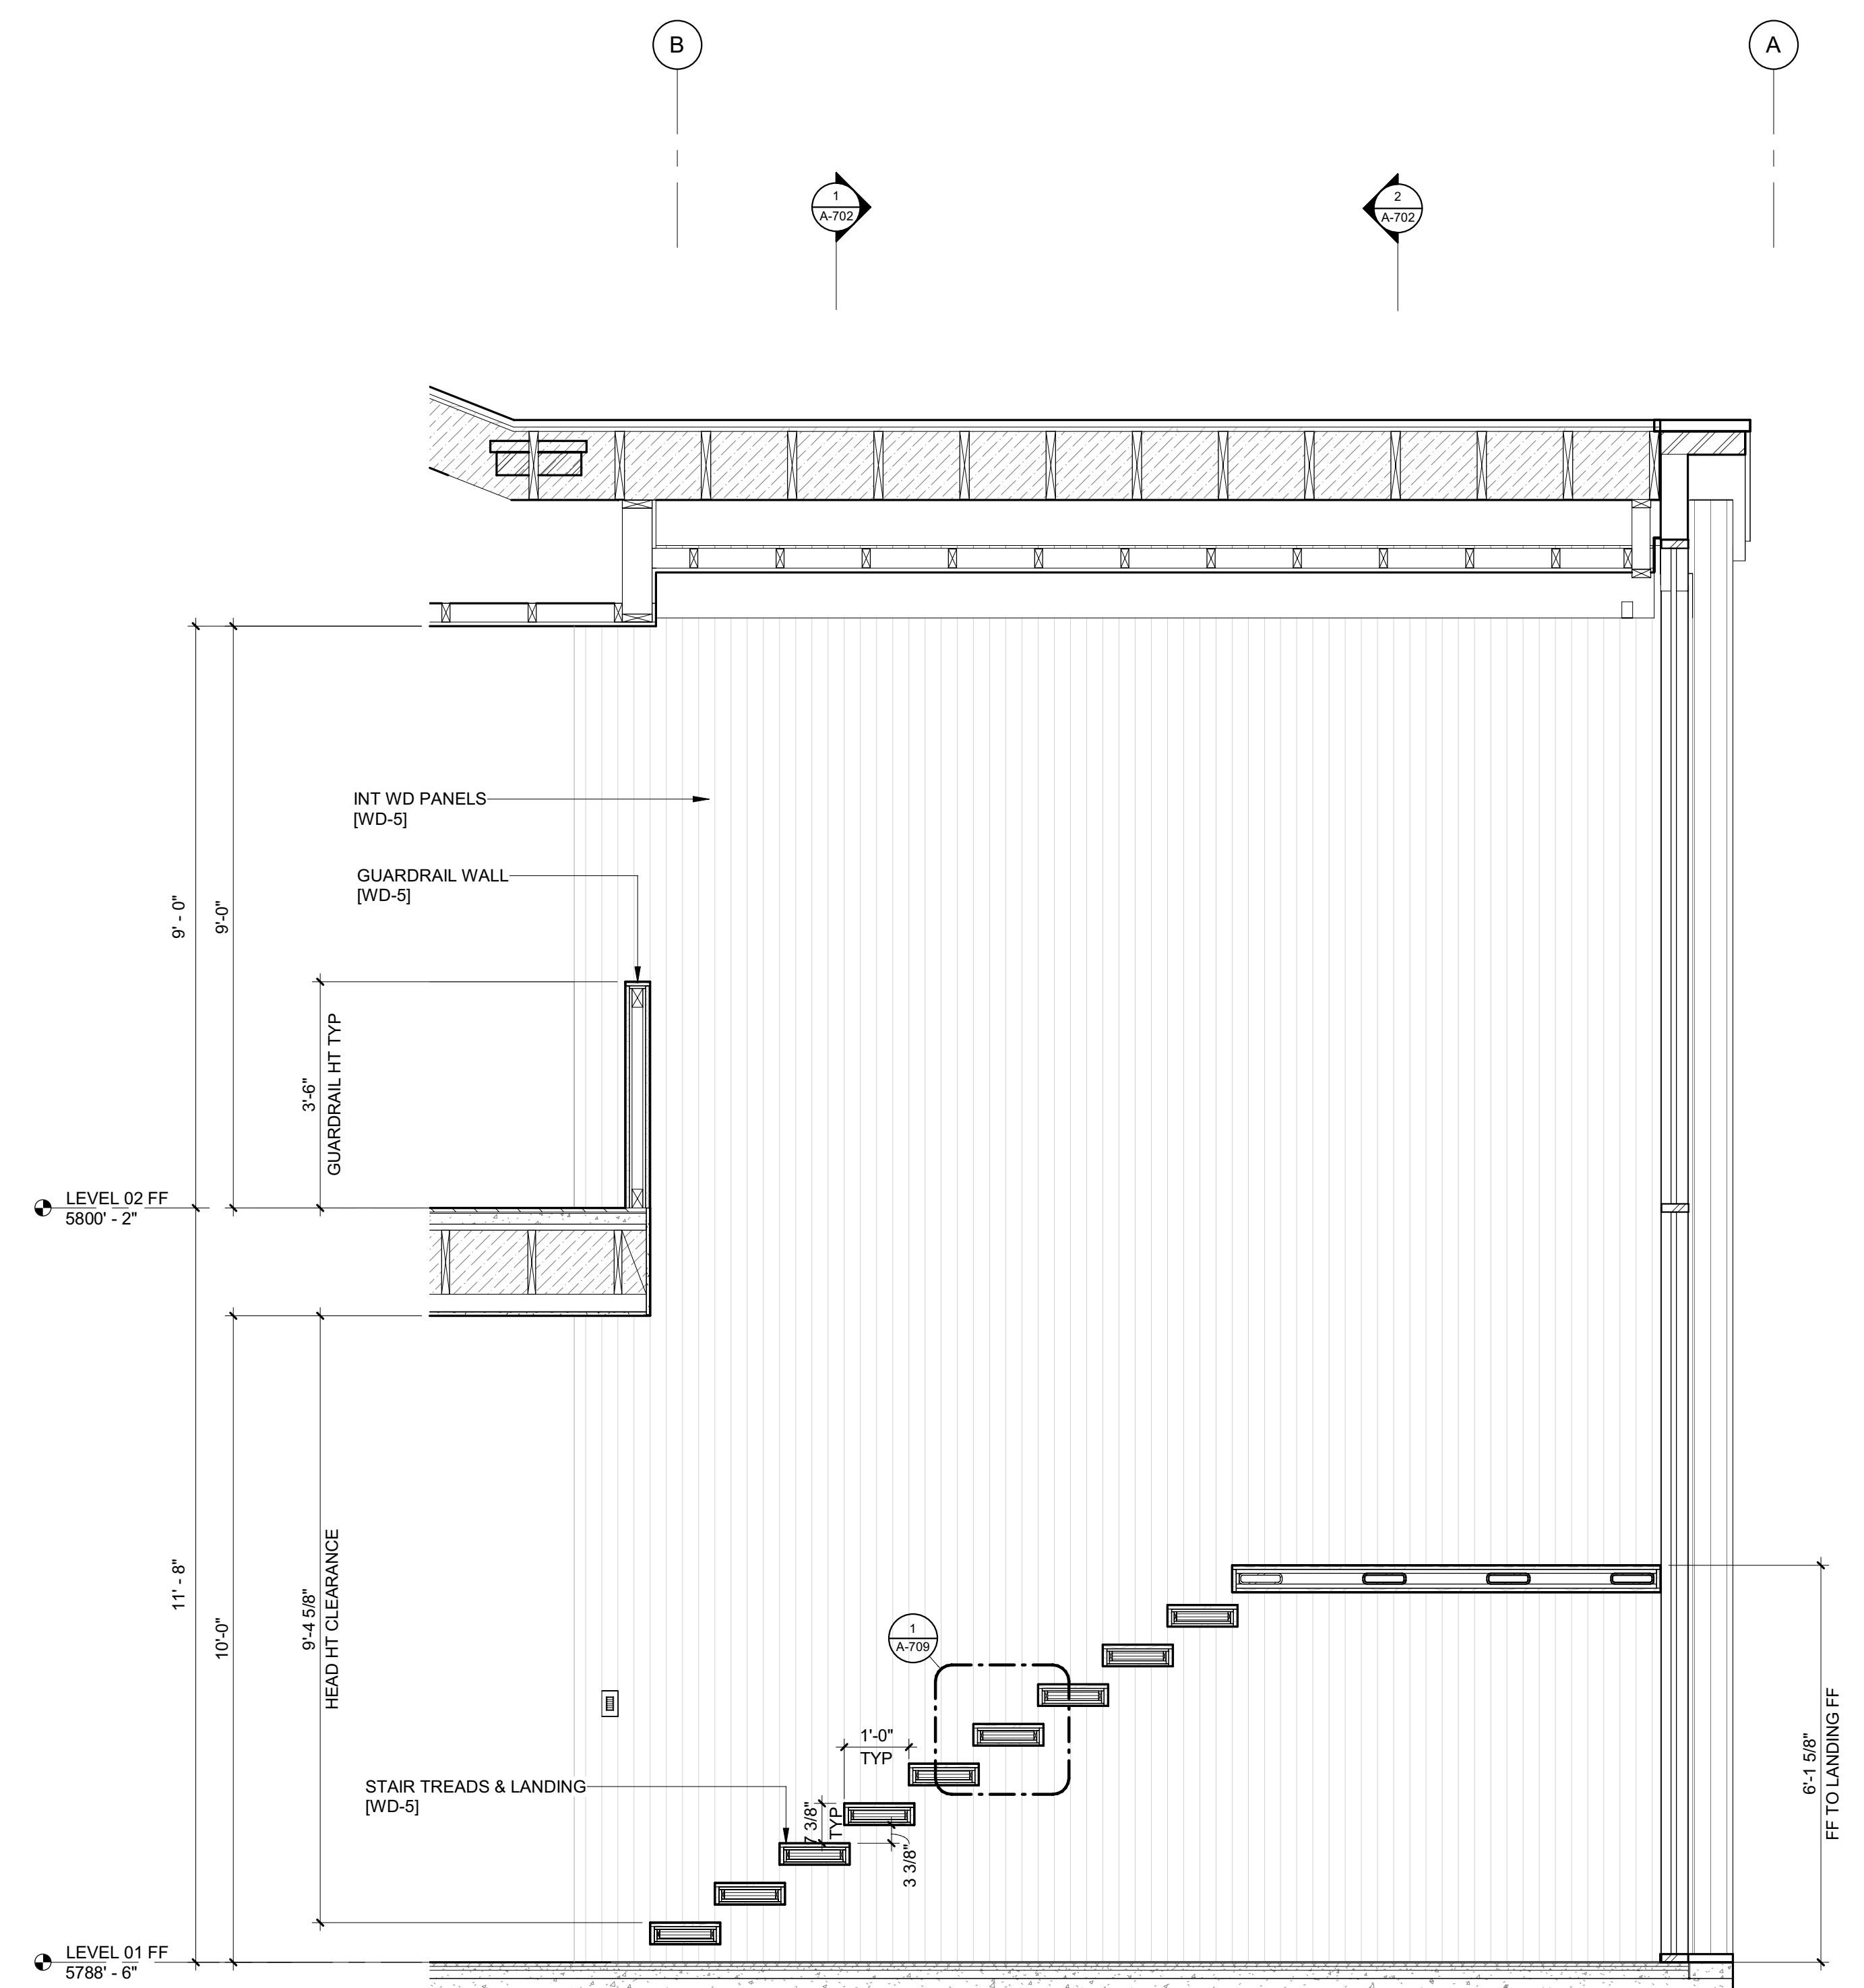 B
A
1
A-702
2
A-702
INT WD PANELS
[WD-5]
GUARDRAIL WALL
[WD-5]
9' - 0"
9'-0"
3'-6"
GUARDRAIL HT TYP
LEVEL 02 FF
5800' - 2"
11' - 8"
10'-0"
9'-4 5/8"
HEAD HT CLEARANCE
1
A-709
1'-0"
TYP
STAIR TREADS & LANDING
[WD-5]
7 3/8"
TYP
3 3/8"
6'-1 5/8"
FF TO LANDING FF
LEVEL 01 FF
5788' - 6"